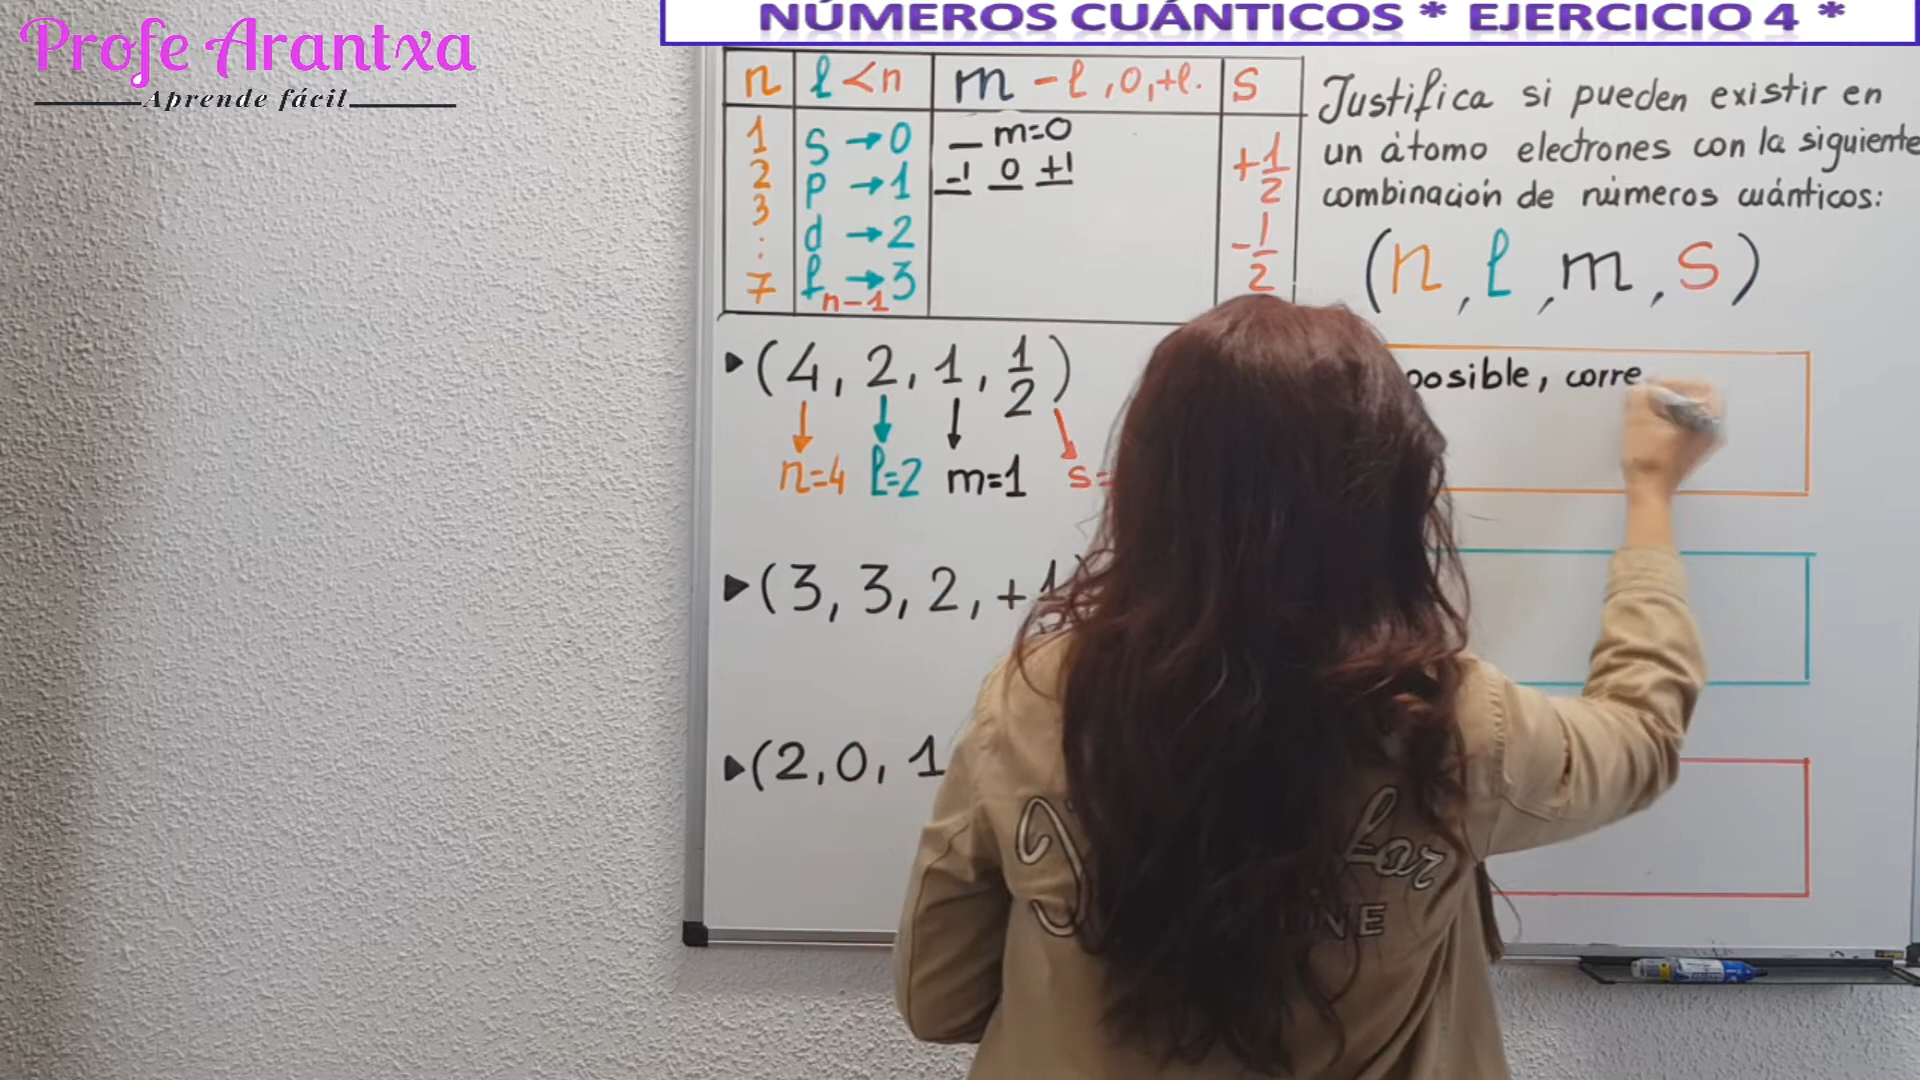 Profe Arantxa
Aprende fácil
NÚMEROS CUÁNTICOS * EJERCICIO 4 *
n l<n m -l,0,+l. s
1 s → 0 _ m=0
2 p → 1 -1 0 +1
3 d → 2
: f → 3
7 n-1
+1/2
-1/2
Justifica si pueden existir en
un átomo electrones con la siguiente
combinación de números cuánticos:
(n, l, m, s)
▸(4, 2, 1, 1/2)
n=4 l=2 m=1 s=
posible, corre
▸(3, 3, 2, +1
▸(2, 0, 1